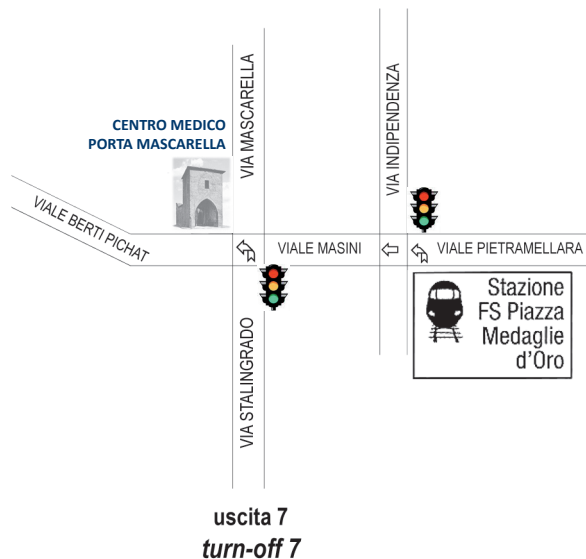 VIA MASCARELLA
VIA INDIPENDENZA
CENTRO MEDICO
PORTA MASCARELLA
VIALE BERTI PICHAT
VIALE MASINI
VIALE PIETRAMELLARA
Stazione
FS Piazza
Medaglie
d'Oro
VIA STALINGRADO
uscita 7
turn-off 7